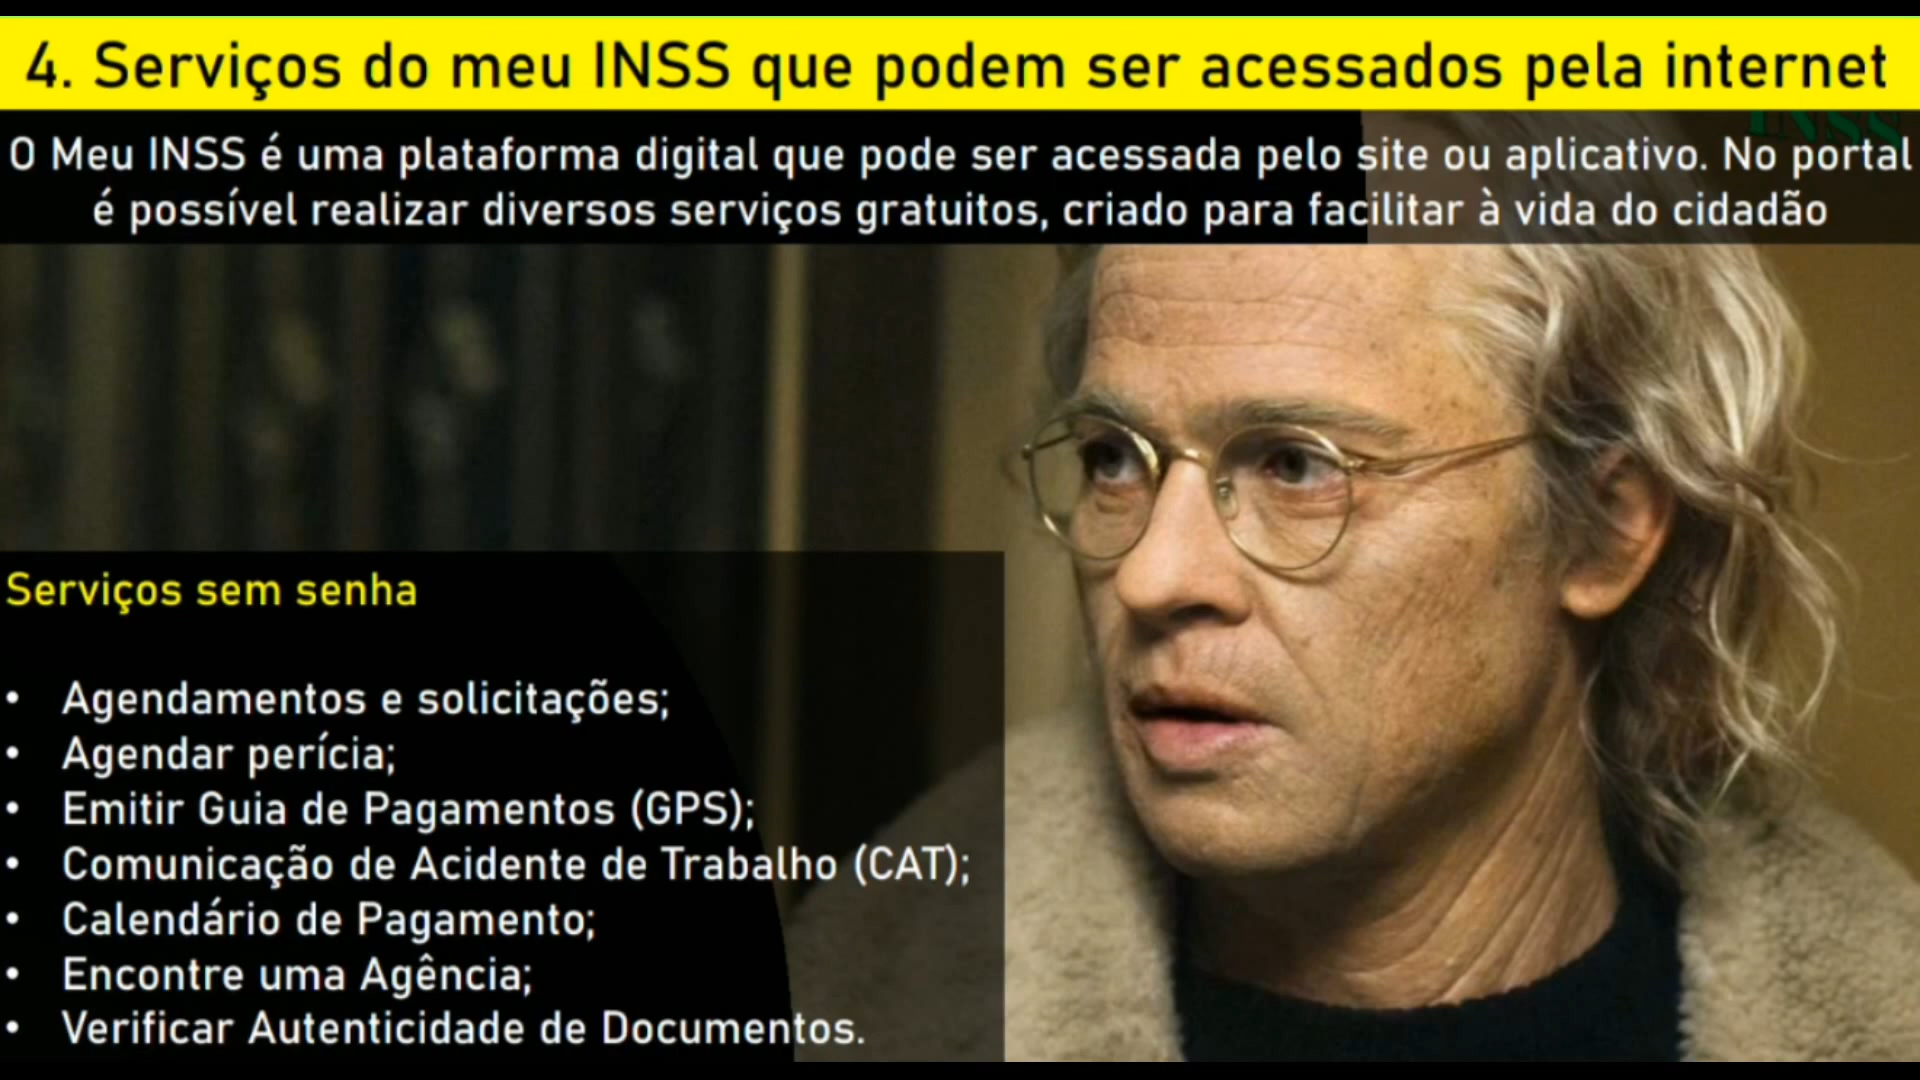 4. Serviços do meu INSS que podem ser acessados pela internet
INSS
O Meu INSS é uma plataforma digital que pode ser acessada pelo site ou aplicativo. No portal
é possível realizar diversos serviços gratuitos, criado para facilitar à vida do cidadão
Serviços sem senha
• Agendamentos e solicitações;
• Agendar perícia;
• Emitir Guia de Pagamentos (GPS);
• Comunicação de Acidente de Trabalho (CAT);
• Calendário de Pagamento;
• Encontre uma Agência;
• Verificar Autenticidade de Documentos.